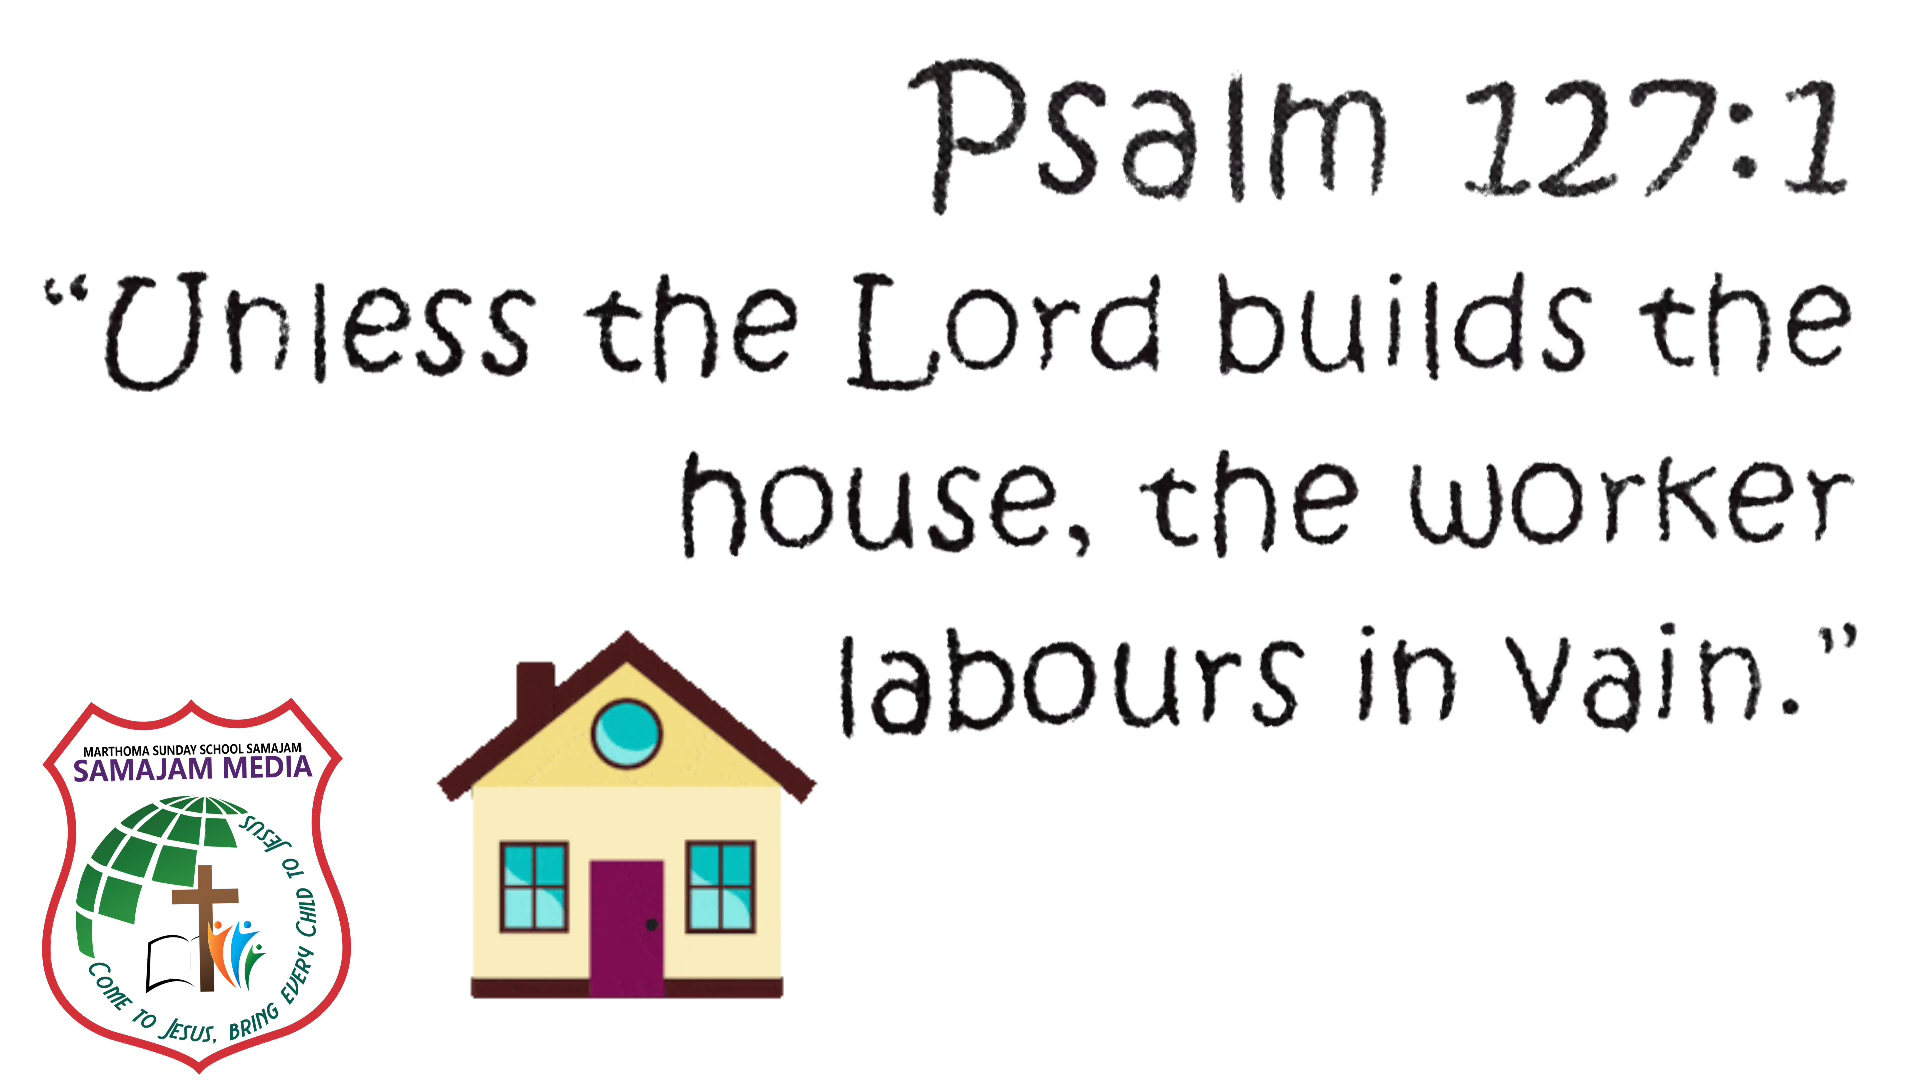 Psalm 127:1
“Unless the Lord builds the
house, the worker
labours in vain.”
MARTHOMA SUNDAY SCHOOL SAMAJAM
SAMAJAM MEDIA
COME TO JESUS, BRING EVERY CHILD TO JESUS